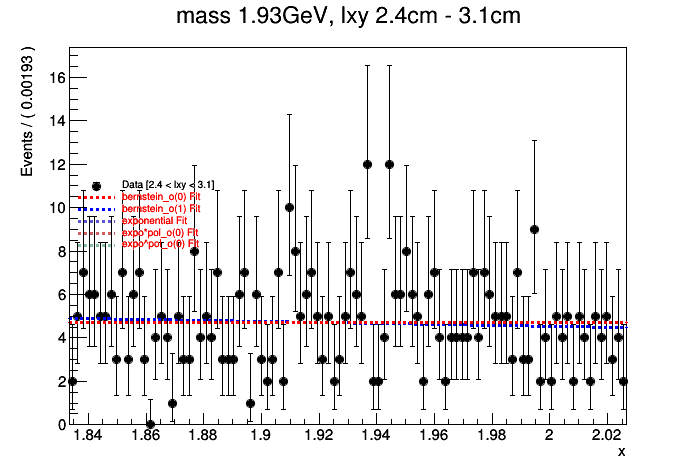 mass 1.93GeV, lxy 2.4cm - 3.1cm
Events / ( 0.00193 )
16
14
12
10
8
6
4
2
0
Data [2.4 < lxy < 3.1]
bernstein_o(0) Fit
bernstein_o(1) Fit
exponential Fit
expo*pol_o(0) Fit
expo^pol_o(0) Fit
1.84 1.86 1.88 1.9 1.92 1.94 1.96 1.98 2 2.02
x